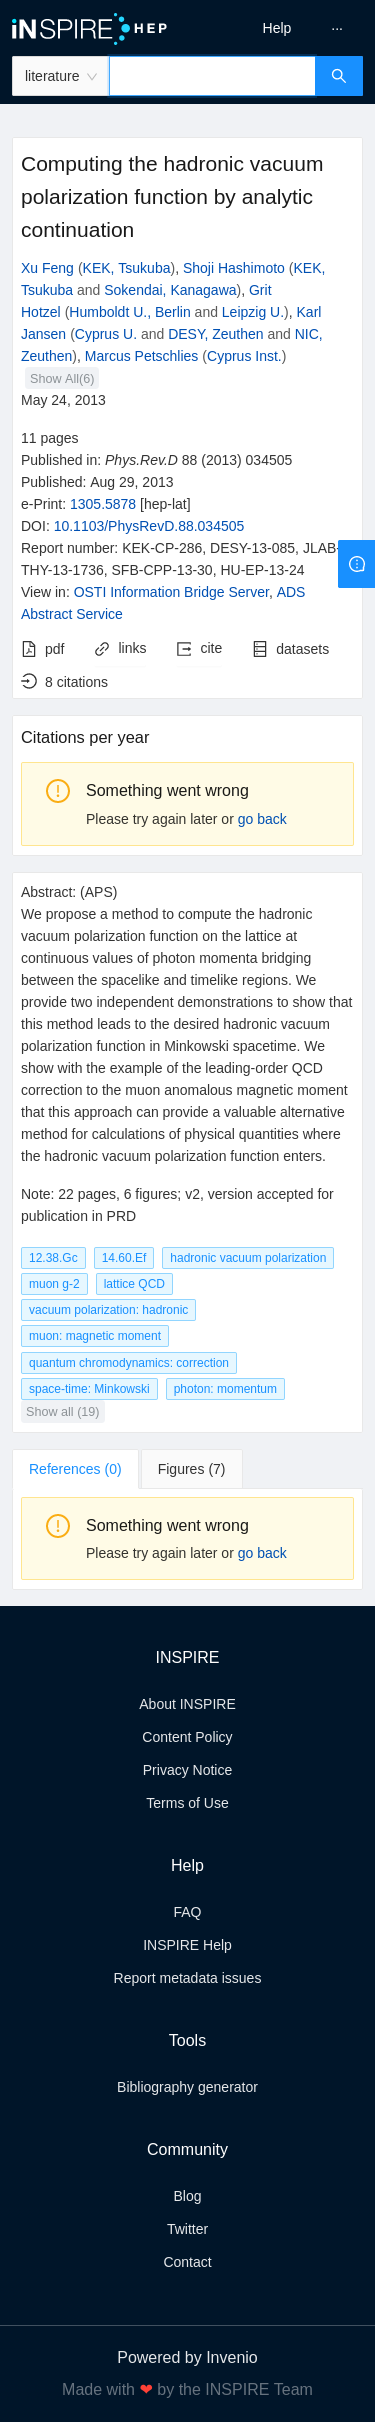 iNSPIRE HEP
Help
···
literature
Computing the hadronic vacuum
polarization function by analytic
continuation
Xu Feng (KEK, Tsukuba), Shoji Hashimoto (KEK,
Tsukuba and Sokendai, Kanagawa), Grit
Hotzel (Humboldt U., Berlin and Leipzig U.), Karl
Jansen (Cyprus U. and DESY, Zeuthen and NIC,
Zeuthen), Marcus Petschlies (Cyprus Inst.)
Show All(6)
May 24, 2013
11 pages
Published in: Phys.Rev.D 88 (2013) 034505
Published: Aug 29, 2013
e-Print: 1305.5878 [hep-lat]
DOI: 10.1103/PhysRevD.88.034505
Report number: KEK-CP-286, DESY-13-085, JLAB-
THY-13-1736, SFB-CPP-13-30, HU-EP-13-24
View in: OSTI Information Bridge Server, ADS
Abstract Service
pdf links cite datasets
8 citations
Citations per year
Something went wrong
Please try again later or go back
Abstract: (APS)
We propose a method to compute the hadronic
vacuum polarization function on the lattice at
continuous values of photon momenta bridging
between the spacelike and timelike regions. We
provide two independent demonstrations to show that
this method leads to the desired hadronic vacuum
polarization function in Minkowski spacetime. We
show with the example of the leading-order QCD
correction to the muon anomalous magnetic moment
that this approach can provide a valuable alternative
method for calculations of physical quantities where
the hadronic vacuum polarization function enters.
Note: 22 pages, 6 figures; v2, version accepted for
publication in PRD
12.38.Gc 14.60.Ef hadronic vacuum polarization
muon g-2 lattice QCD
vacuum polarization: hadronic
muon: magnetic moment
quantum chromodynamics: correction
space-time: Minkowski photon: momentum
Show all (19)
References (0) Figures (7)
Something went wrong
Please try again later or go back
INSPIRE
About INSPIRE
Content Policy
Privacy Notice
Terms of Use
Help
FAQ
INSPIRE Help
Report metadata issues
Tools
Bibliography generator
Community
Blog
Twitter
Contact
Powered by Invenio
Made with ❤ by the INSPIRE Team